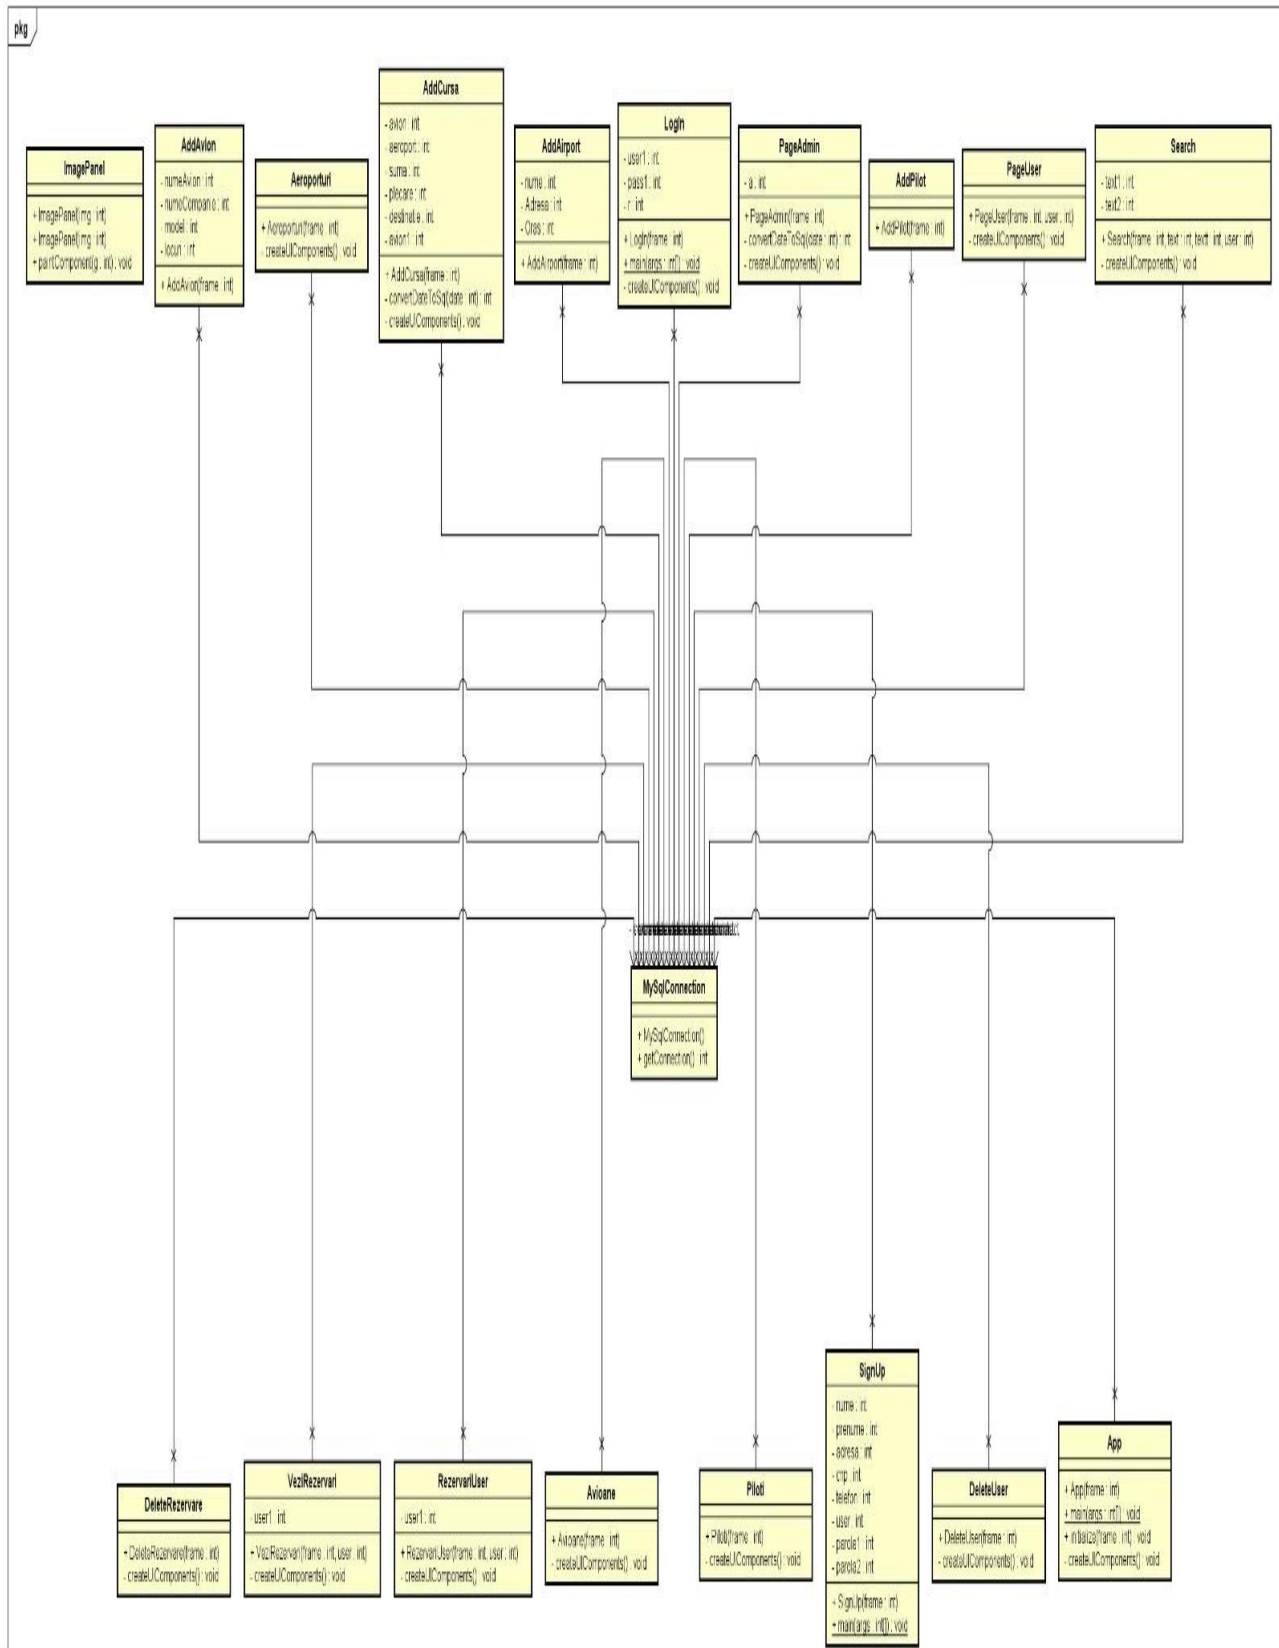 pkg
ImagePanel
+ ImagePanel(img : int)
+ ImagePanel(img : int)
+ paintComponent(g : int) : void
AddAvion
- numeAvion : int
- numeCompanie : int
- model : int
- locuri : int
+ AddAvion(frame : int)
Aeroporturi
+ Aeroporturi(frame : int)
- createUIComponents() : void
AddCursa
- avion : int
- aeroport : int
- suma : int
- plecare : int
- destinatie : int
- avion1 : int
+ AddCursa(frame : int)
- convertDateToSql(date : int) : int
- createUIComponents() : void
AddAirport
- nume : int
- Adresa : int
- Oras : int
+ AddAirport(frame : int)
LogIn
- user1 : int
- pass1 : int
- r : int
+ LogIn(frame : int)
+ main(args : int[]) : void
- createUIComponents() : void
PageAdmin
- a : int
+ PageAdmin(frame : int)
- convertDateToSql(date : int) : int
- createUIComponents() : void
AddPilot
+ AddPilot(frame : int)
PageUser
+ PageUser(frame : int, user : int)
- createUIComponents() : void
Search
- text1 : int
- text2 : int
+ Search(frame : int, text : int, textt : int, user : int)
- createUIComponents() : void
MySqlConnection
+ MySqlConnection()
+ getConnection() : int
DeleteRezervare
+ DeleteRezervare(frame : int)
- createUIComponents() : void
VeziRezervari
- user1 : int
+ VeziRezervari(frame : int, user : int)
- createUIComponents() : void
RezervariUser
- user1 : int
+ RezervariUser(frame : int, user : int)
- createUIComponents() : void
Avioane
+ Avioane(frame : int)
- createUIComponents() : void
Piloti
+ Piloti(frame : int)
- createUIComponents() : void
SignUp
- nume : int
- prenume : int
- adresa : int
- cnp : int
- telefon : int
- user : int
- parola1 : int
- parola2 : int
+ SignUp(frame : int)
+ main(args : int[]) : void
DeleteUser
+ DeleteUser(frame : int)
- createUIComponents() : void
App
+ App(frame : int)
+ main(args : int[]) : void
+ initialize(frame : int) : void
- createUIComponents() : void